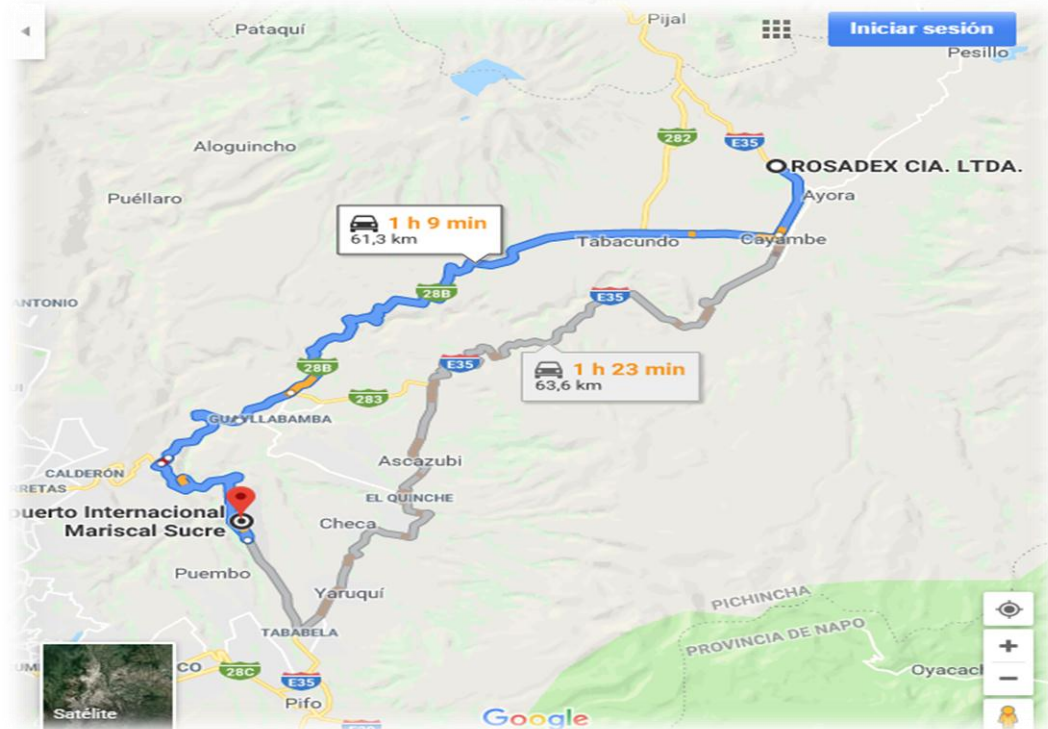 Pijal
Pataquí
Iniciar sesión
Pesillo
282
E35
Aloguincho
ROSADEX CIA. LTDA.
Puéllaro
Ayora
1 h 9 min
61,3 km
Tabacundo
Cayambe
28B
E35
ANTONIO
28B
E35
1 h 23 min
63,6 km
283
GUAYLLABAMBA
Ascazubi
CALDERÓN
RRETAS
EL QUINCHE
puerto Internacional
Mariscal Sucre
Checa
Puembo
Yaruquí
PICHINCHA
TABABELA
PROVINCIA DE NAPO
CO
28C
E35
Oyacach
Pifo
Satélite
Google